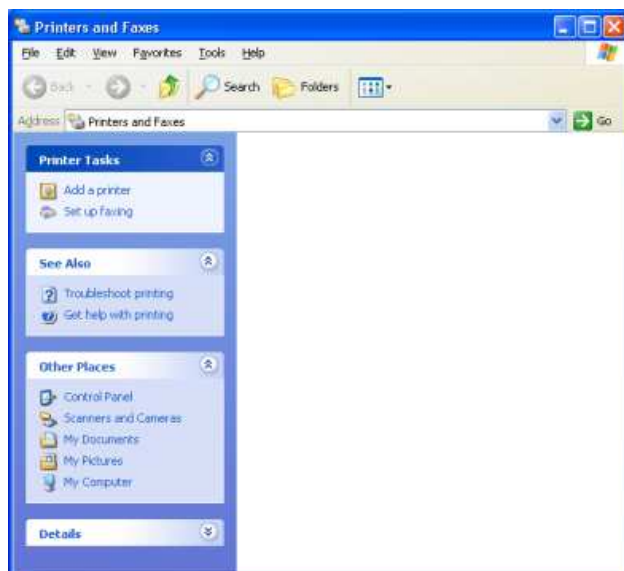 Printers and Faxes
File Edit View Favorites Tools Help
Back Search Folders
Address Printers and Faxes Go
Printer Tasks
Add a printer
Set up faxing
See Also
Troubleshoot printing
Get help with printing
Other Places
Control Panel
Scanners and Cameras
My Documents
My Pictures
My Computer
Details